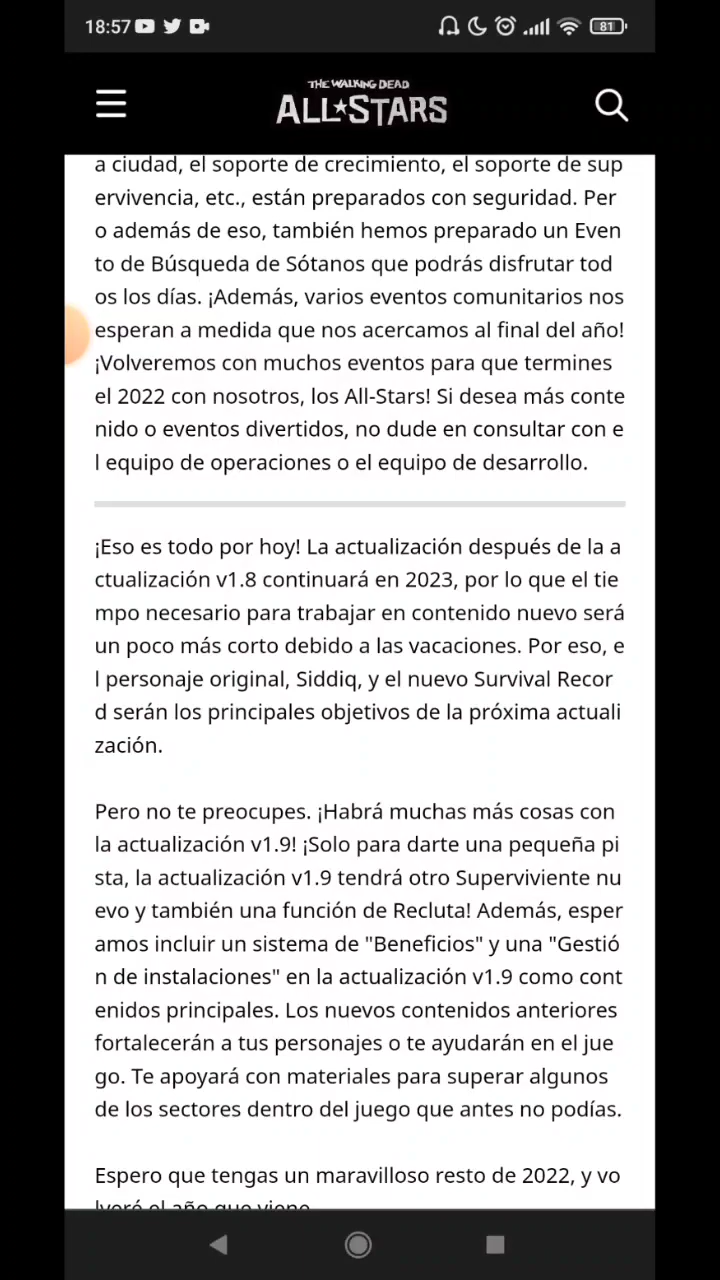 18:57
81
THE WALKING DEAD
ALL★STARS
a ciudad, el soporte de crecimiento, el soporte de sup
ervivencia, etc., están preparados con seguridad. Per
o además de eso, también hemos preparado un Even
to de Búsqueda de Sótanos que podrás disfrutar tod
os los días. ¡Además, varios eventos comunitarios nos
esperan a medida que nos acercamos al final del año!
¡Volveremos con muchos eventos para que termines
el 2022 con nosotros, los All-Stars! Si desea más conte
nido o eventos divertidos, no dude en consultar con e
l equipo de operaciones o el equipo de desarrollo.
¡Eso es todo por hoy! La actualización después de la a
ctualización v1.8 continuará en 2023, por lo que el tie
mpo necesario para trabajar en contenido nuevo será
un poco más corto debido a las vacaciones. Por eso, e
l personaje original, Siddiq, y el nuevo Survival Recor
d serán los principales objetivos de la próxima actuali
zación.
Pero no te preocupes. ¡Habrá muchas más cosas con
la actualización v1.9! ¡Solo para darte una pequeña pi
sta, la actualización v1.9 tendrá otro Superviviente nu
evo y también una función de Recluta! Además, esper
amos incluir un sistema de "Beneficios" y una "Gestió
n de instalaciones" en la actualización v1.9 como cont
enidos principales. Los nuevos contenidos anteriores
fortalecerán a tus personajes o te ayudarán en el jue
go. Te apoyará con materiales para superar algunos
de los sectores dentro del juego que antes no podías.
Espero que tengas un maravilloso resto de 2022, y vo
lveré el año que viene